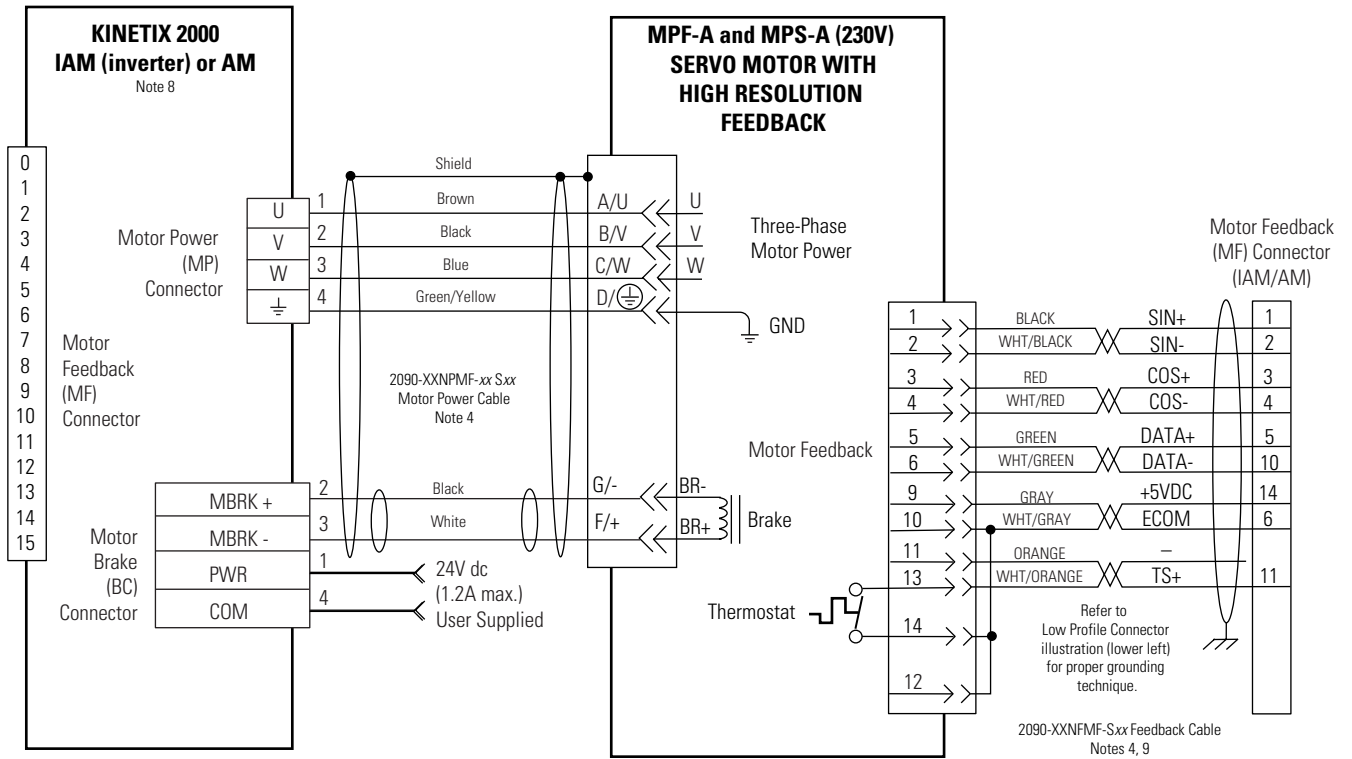 KINETIX 2000
IAM (inverter) or AM
Note 8
0
1
2
3
4
5
6
7
8
9
10
11
12
13
14
15
Motor
Feedback
(MF)
Connector
Motor Power
(MP)
Connector
U
V
W
1
2
3
4
Shield
Brown
Black
Blue
Green/Yellow
2090-XXNPMF-xx Sxx
Motor Power Cable
Note 4
A/U
B/V
C/W
D/
Motor
Brake
(BC)
Connector
MBRK +
MBRK -
PWR
COM
2
3
1
4
Black
White
24V dc
(1.2A max.)
User Supplied
G/-
F/+
MPF-A and MPS-A (230V)
SERVO MOTOR WITH
HIGH RESOLUTION
FEEDBACK
U
V
W
Three-Phase
Motor Power
GND
BR-
BR+
Brake
Motor Feedback
Thermostat
1
2
3
4
5
6
9
10
11
13
14
12
BLACK
WHT/BLACK
RED
WHT/RED
GREEN
WHT/GREEN
GRAY
WHT/GRAY
ORANGE
WHT/ORANGE
SIN+
SIN-
COS+
COS-
DATA+
DATA-
+5VDC
ECOM
–
TS+
Motor Feedback
(MF) Connector
(IAM/AM)
1
2
3
4
5
10
14
6
11
Refer to
Low Profile Connector
illustration (lower left)
for proper grounding
technique.
2090-XXNFMF-Sxx Feedback Cable
Notes 4, 9